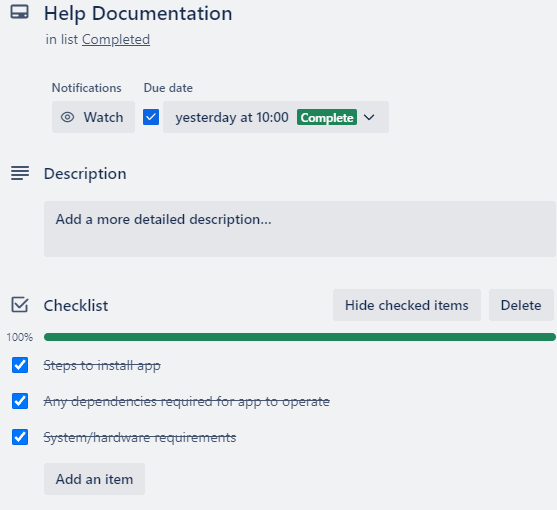 Help Documentation
in list Completed
Notifications Due date
Watch yesterday at 10:00 Complete
Description
Add a more detailed description...
Checklist Hide checked items Delete
100%
Steps to install app
Any dependencies required for app to operate
System/hardware requirements
Add an item